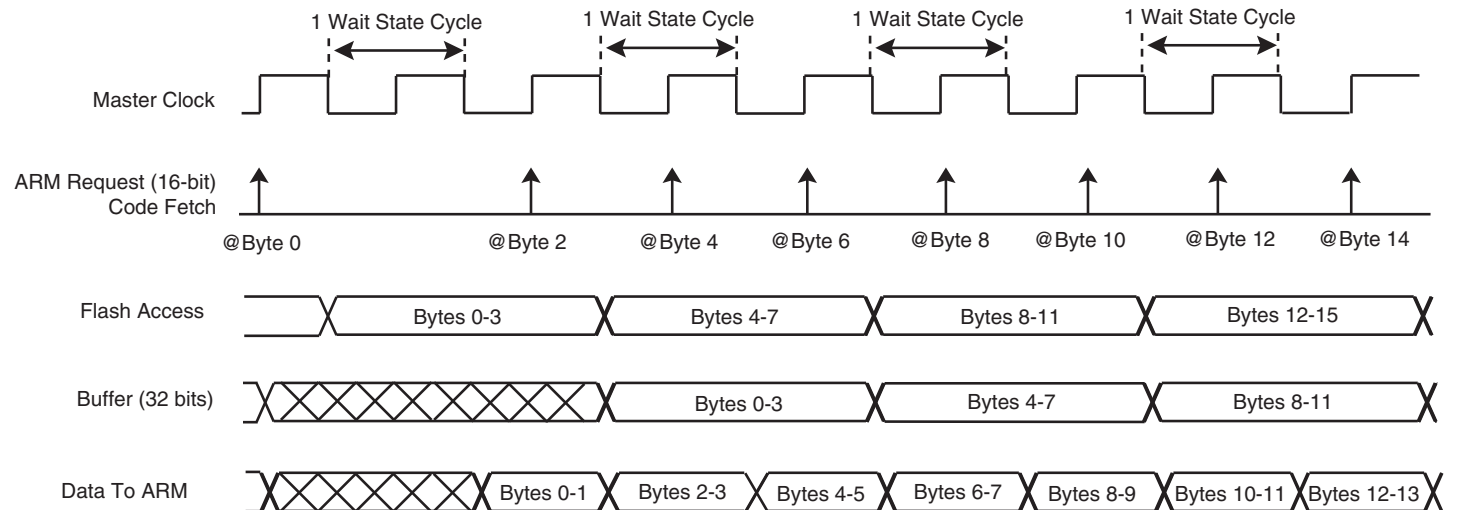 1 Wait State Cycle 1 Wait State Cycle 1 Wait State Cycle 1 Wait State Cycle
Master Clock
ARM Request (16-bit)
Code Fetch
@Byte 0 @Byte 2 @Byte 4 @Byte 6 @Byte 8 @Byte 10 @Byte 12 @Byte 14
Flash Access Bytes 0-3 Bytes 4-7 Bytes 8-11 Bytes 12-15
Buffer (32 bits) Bytes 0-3 Bytes 4-7 Bytes 8-11
Data To ARM Bytes 0-1 Bytes 2-3 Bytes 4-5 Bytes 6-7 Bytes 8-9 Bytes 10-11 Bytes 12-13